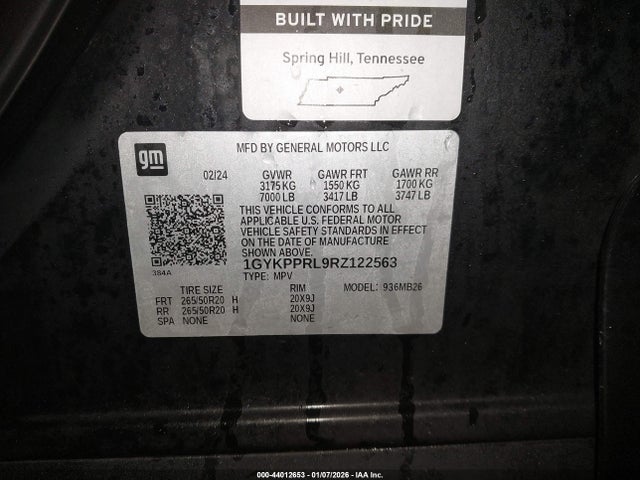 BUILT WITH PRIDE
Spring Hill, Tennessee
gm
MFD BY GENERAL MOTORS LLC
02/24 GVWR GAWR FRT GAWR RR
3175 KG 1550 KG 1700 KG
7000 LB 3417 LB 3747 LB
THIS VEHICLE CONFORMS TO ALL
APPLICABLE U.S. FEDERAL MOTOR
VEHICLE SAFETY STANDARDS IN EFFECT
ON THE DATE OF MANUFACTURE
SHOWN ABOVE.
384A
1GYKPPRL9RZ122563
TYPE: MPV
TIRE SIZE RIM MODEL: 936MB26
FRT 265/50R20 H 20X9J
RR 265/50R20 H 20X9J
SPA NONE NONE
000-44012653 - 01/07/2026 - IAA Inc.